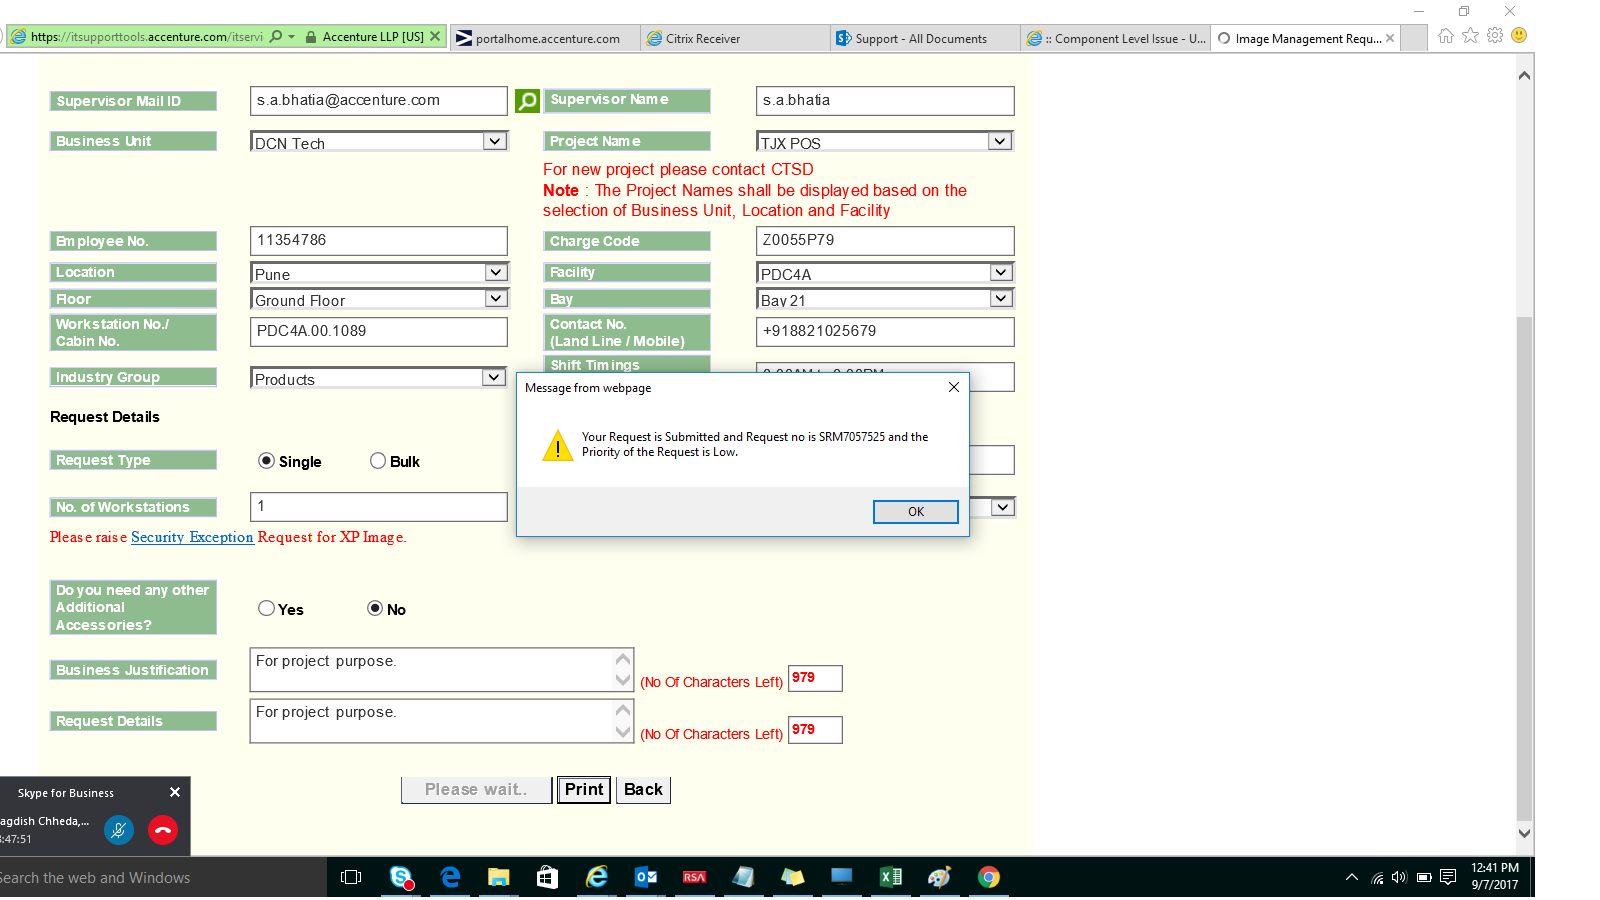 https://itsupporttools.accenture.com/itservi
Accenture LLP [US]
portalhome.accenture.com
Citrix Receiver
Support - All Documents
:: Component Level Issue - U...
Image Management Requ...
Supervisor Mail ID
s.a.bhatia@accenture.com
Supervisor Name
s.a.bhatia
Business Unit
DCN Tech
Project Name
TJX POS
For new project please contact CTSD
Note : The Project Names shall be displayed based on the
selection of Business Unit, Location and Facility
Employee No.
11354786
Charge Code
Z0055P79
Location
Pune
Facility
PDC4A
Floor
Ground Floor
Bay
Bay 21
Workstation No./
Cabin No.
PDC4A.00.1089
Contact No.
(Land Line / Mobile)
+918821025679
Industry Group
Products
Shift Timings
Request Details
Message from webpage
Your Request is Submitted and Request no is SRM7057525 and the
Priority of the Request is Low.
OK
Request Type
Single
Bulk
No. of Workstations
1
Please raise Security Exception Request for XP Image.
Do you need any other
Additional
Accessories?
Yes
No
Business Justification
For project purpose.
(No Of Characters Left)
979
Request Details
For project purpose.
(No Of Characters Left)
979
Please wait..
Print
Back
Skype for Business
agdish Chheda,...
:47:51
Search the web and Windows
RSA
12:41 PM
9/7/2017